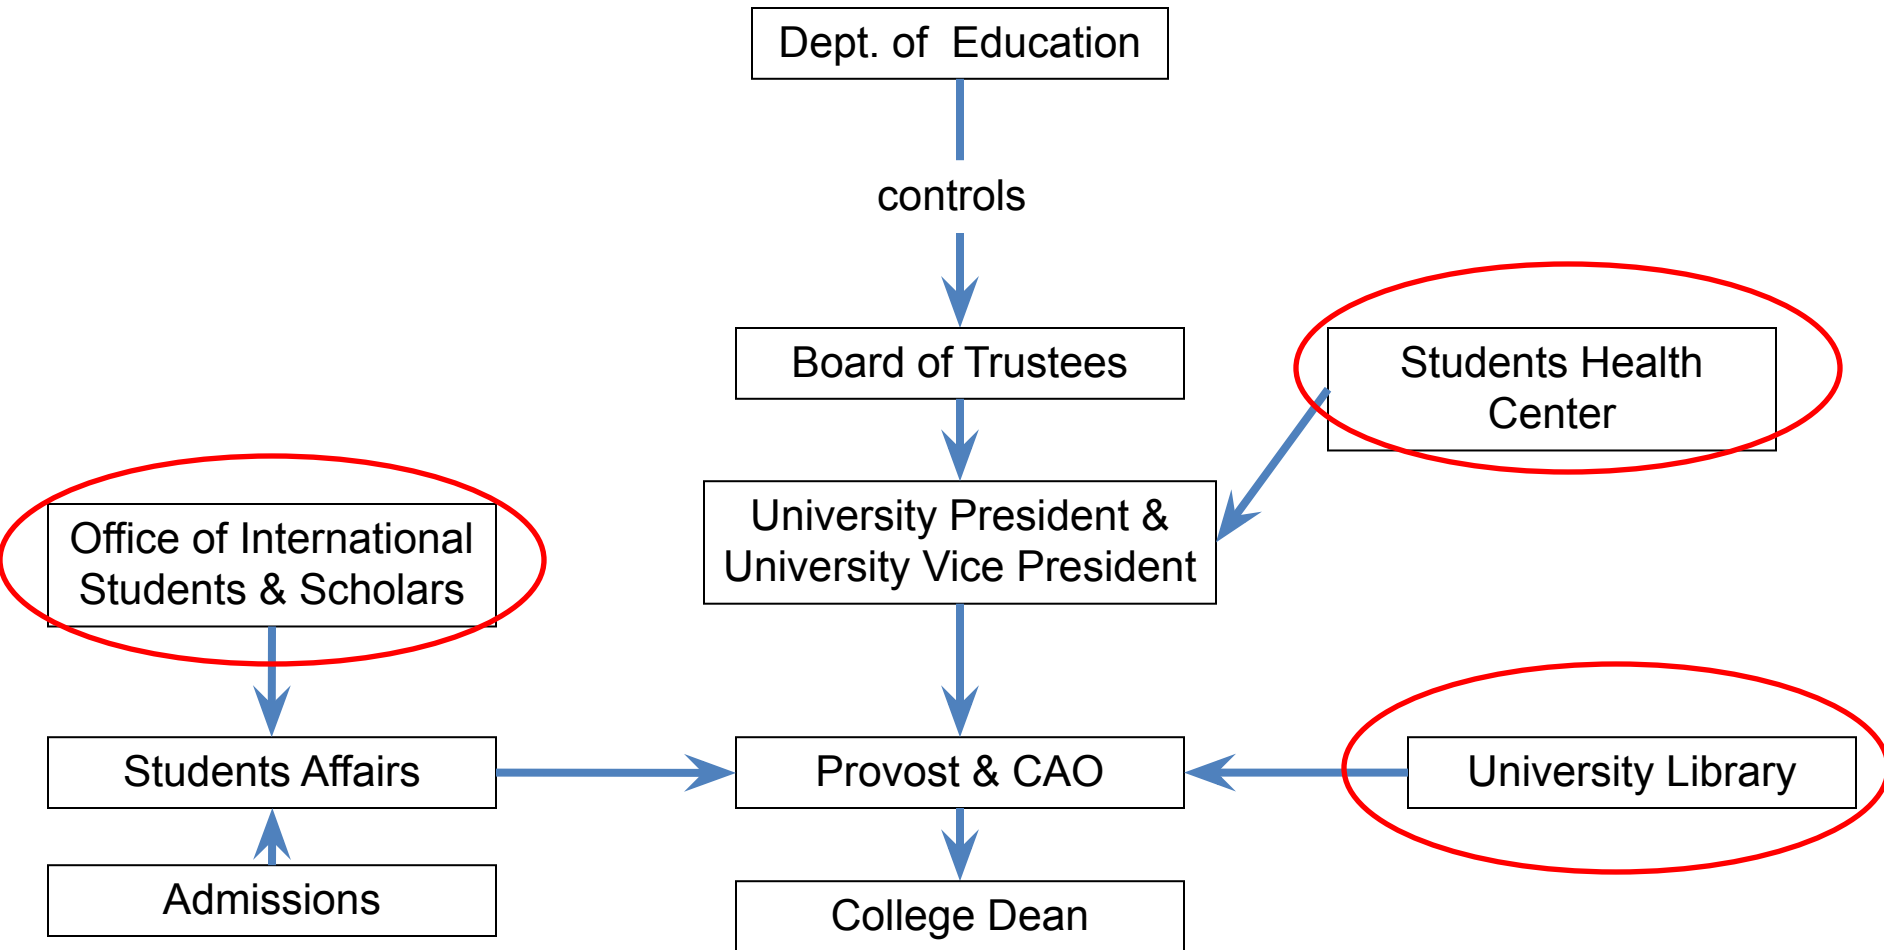 Dept. of  Education
controls
Board of Trustees
Students Health
Center
University President &
University Vice President
Office of International
Students & Scholars
Students Affairs
Provost & CAO
University Library
Admissions
College Dean